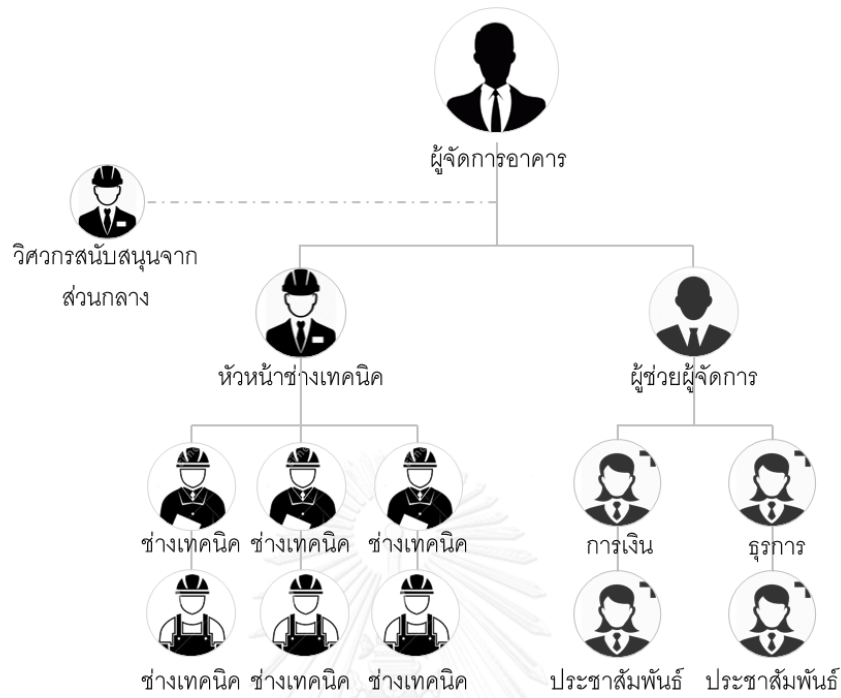 ผู้จัดการอาคาร
วิศวกรสนับสนุนจาก
ส่วนกลาง
หัวหน้าช่างเทคนิค
ผู้ช่วยผู้จัดการ
ช่างเทคนิค ช่างเทคนิค ช่างเทคนิค
การเงิน
ธุรการ
ช่างเทคนิค ช่างเทคนิค ช่างเทคนิค
ประชาสัมพันธ์ ประชาสัมพันธ์